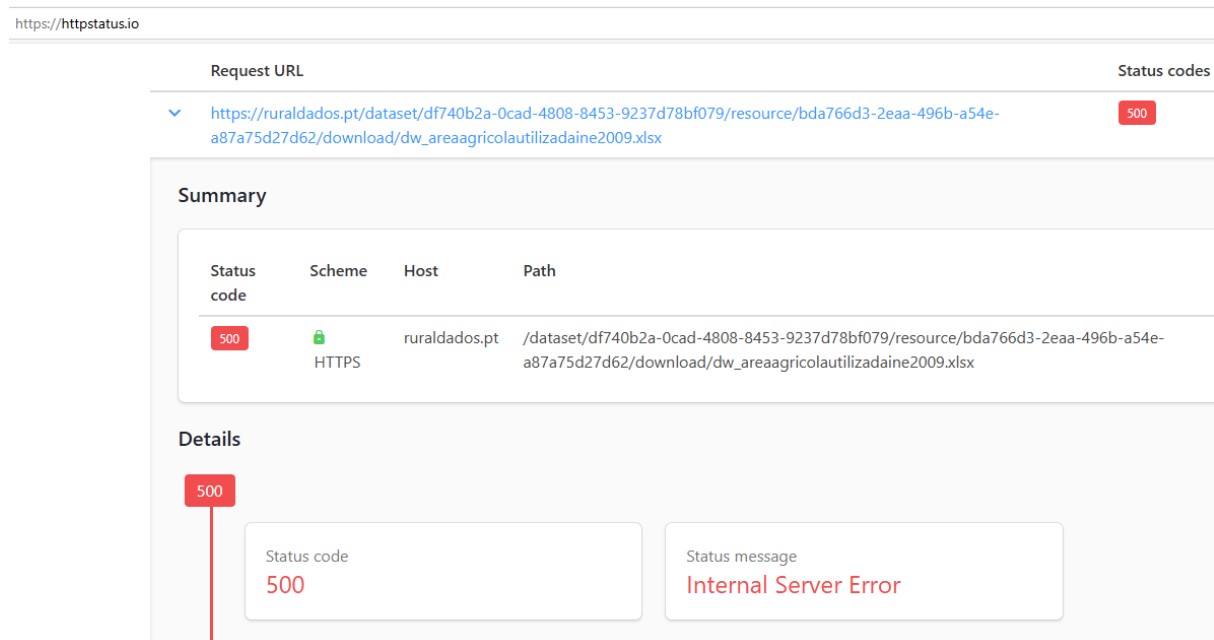 https://httpstatus.io
Request URL Status codes
https://ruraldados.pt/dataset/df740b2a-0cad-4808-8453-9237d78bf079/resource/bda766d3-2eaa-496b-a54e- 500
a87a75d27d62/download/dw_areaagricolautilizadaine2009.xlsx
Summary
Status Scheme Host Path
code
500 ruraldados.pt /dataset/df740b2a-0cad-4808-8453-9237d78bf079/resource/bda766d3-2eaa-496b-a54e-
HTTPS a87a75d27d62/download/dw_areaagricolautilizadaine2009.xlsx
Details
500
Status code Status message
500 Internal Server Error